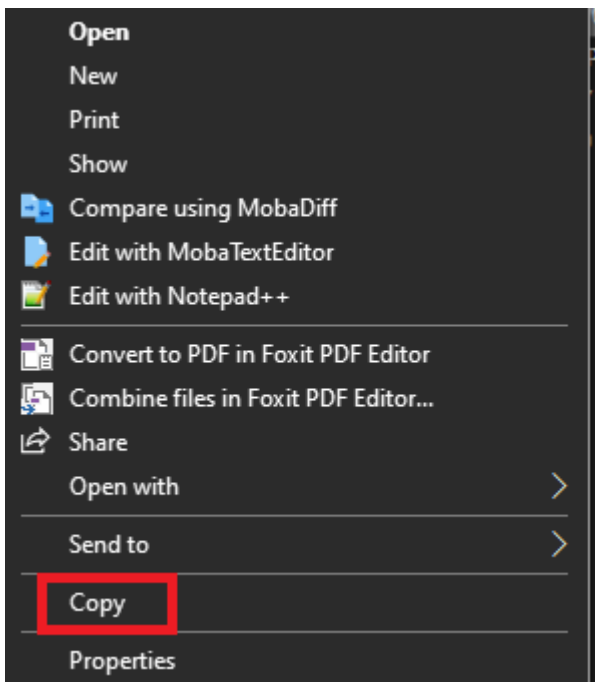 Open
New
Print
Show
Compare using MobaDiff
Edit with MobaTextEditor
Edit with Notepad++
Convert to PDF in Foxit PDF Editor
Combine files in Foxit PDF Editor...
Share
Open with
Send to
Copy
Properties